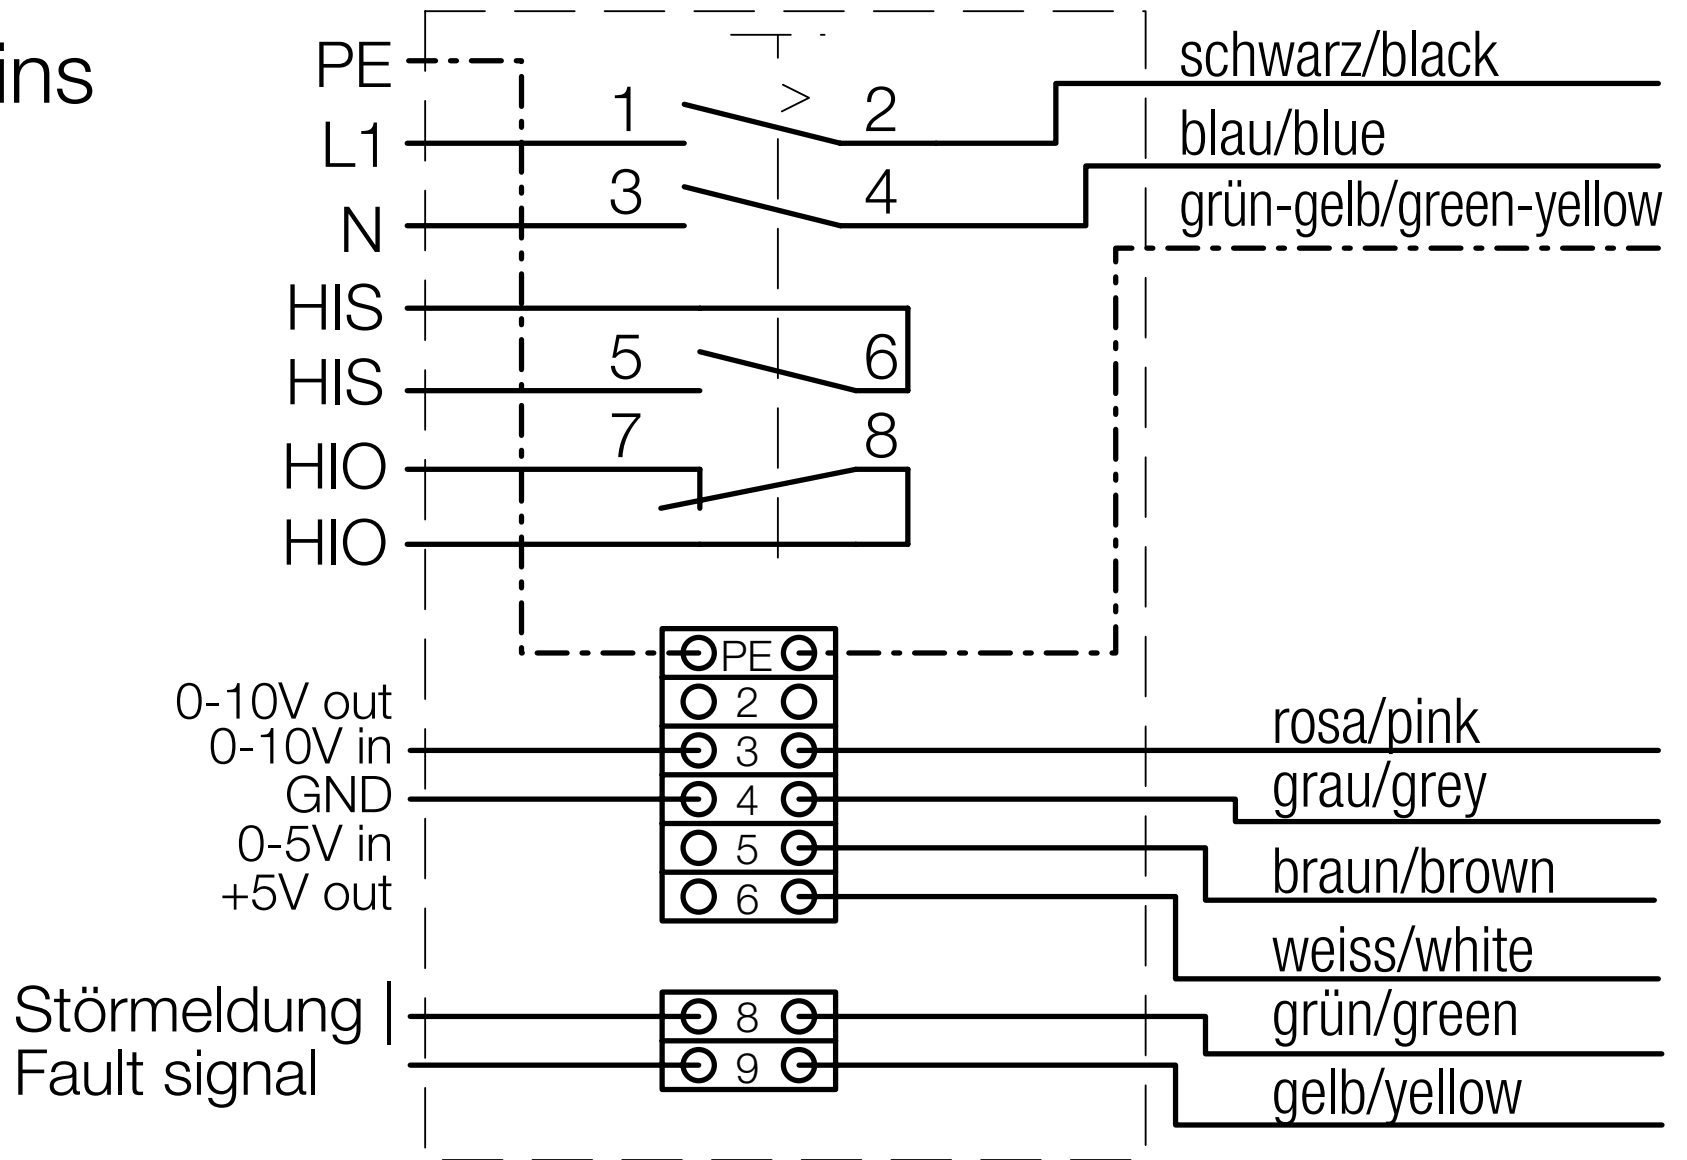 ins
PE
L1
N
HIS
HIS
HIO
HIO
1
2
3
4
5
6
7
8
>
schwarz/black
blau/blue
grün-gelb/green-yellow
PE
2
3
4
5
6
0-10V out
0-10V in
GND
0-5V in
+5V out
rosa/pink
grau/grey
braun/brown
weiss/white
Störmeldung |
Fault signal
8
9
grün/green
gelb/yellow